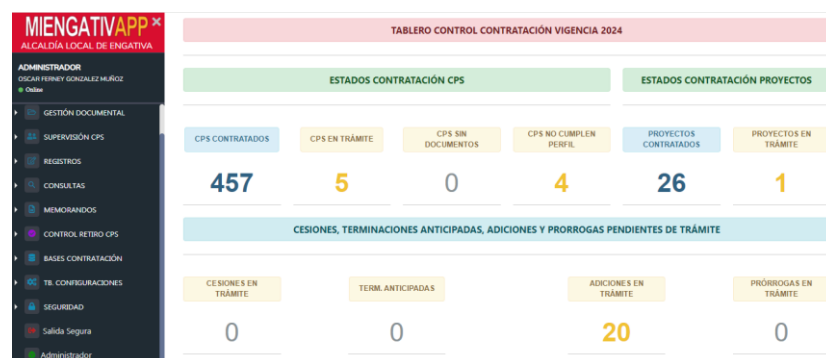 MIENGATIVAPP ×
ALCALDÍA LOCAL DE ENGATIVA
ADMINISTRADOR
OSCAR FERNEY GONZALEZ MUÑOZ
Online
GESTIÓN DOCUMENTAL
SUPERVISIÓN CPS
REGISTROS
CONSULTAS
MEMORANDOS
CONTROL RETIRO CPS
BASES CONTRATACIÓN
TB. CONFIGURACIONES
SEGURIDAD
Salida Segura
Administrador
TABLERO CONTROL CONTRATACIÓN VIGENCIA 2024
ESTADOS CONTRATACIÓN CPS
ESTADOS CONTRATACIÓN PROYECTOS
CPS CONTRATADOS
457
CPS EN TRÁMITE
5
CPS SIN
DOCUMENTOS
0
CPS NO CUMPLEN
PERFIL
4
PROYECTOS
CONTRATADOS
26
PROYECTOS EN
TRÁMITE
1
CESIONES, TERMINACIONES ANTICIPADAS, ADICIONES Y PRORROGAS PENDIENTES DE TRÁMITE
CESIONES EN
TRÁMITE
0
TERM. ANTICIPADAS
0
ADICIONES EN
TRÁMITE
20
PRÓRROGAS EN
TRÁMITE
0